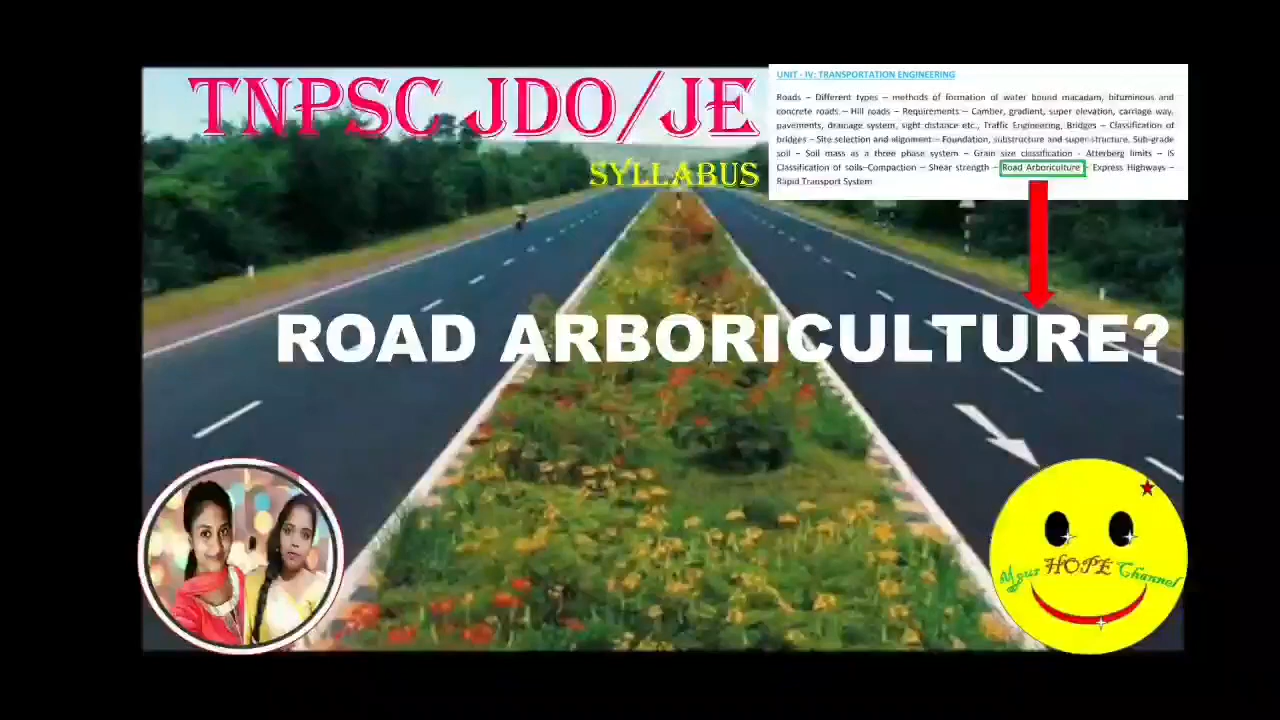 TNPSC JDO/JE
SYLLABUS
UNIT - IV: TRANSPORTATION ENGINEERING
Roads – Different types – methods of formation of water bound macadam, bituminous and
concrete roads – Hill roads – Requirements – Camber, gradient, super elevation, carriage way,
pavements, drainage system, sight distance etc., Traffic Engineering, Bridges – Classification of
bridges – Site selection and alignment – Foundation, substructure and super structure. Sub-grade
soil – Soil mass as a three phase system – Grain size classification - Atterberg limits – IS
Classification of soils–Compaction – Shear strength – Road Arboriculture - Express Highways –
Rapid Transport System
ROAD ARBORICULTURE?
Your HOPE Channel